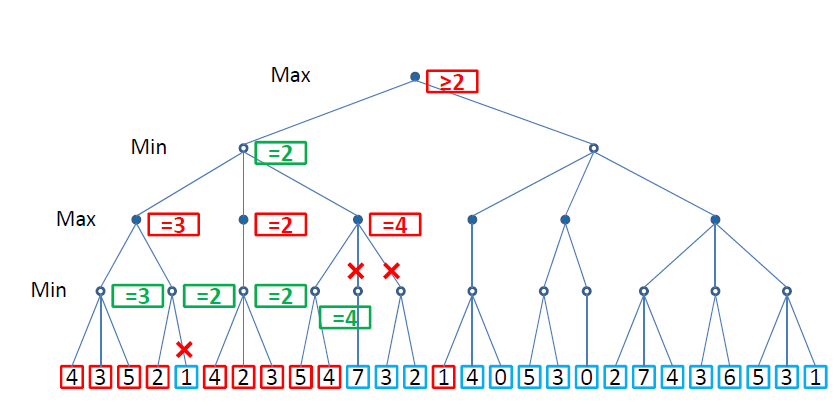 Max ≥2
Min =2
Max =3 =2 =4
Min =3 =2 =2
=4
4 3 5 2 1 4 2 3 5 4 7 3 2 1 4 0 5 3 0 2 7 4 3 6 5 3 1